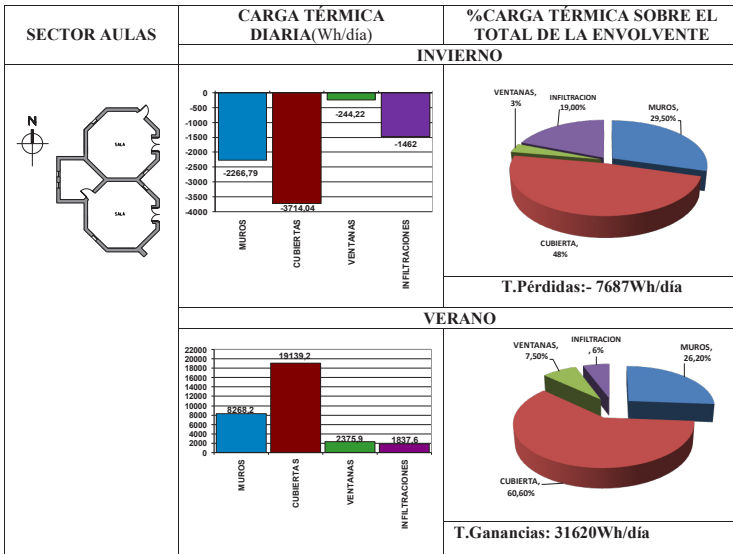 SECTOR AULAS
CARGA TÉRMICA
DIARIA(Wh/día)
%CARGA TÉRMICA SOBRE EL
TOTAL DE LA ENVOLVENTE
INVIERNO
N
SALA
SALA
0
-500
-1000
-1500
-2000
-2500
-3000
-3500
-4000
-2266,79
-3714,04
-244,22
-1462
MUROS
CUBIERTAS
VENTANAS
INFILTRACIONES
VENTANAS,
3%
INFILTRACION
19,00%
MUROS,
29,50%
CUBIERTA,
48%
T.Pérdidas:- 7687Wh/día
VERANO
22000
20000
18000
16000
14000
12000
10000
8000
6000
4000
2000
0
8268,2
19139,2
2375,9
1837,6
MUROS
CUBIERTAS
VENTANAS
INFILTRACIONES
VENTANAS,
7,50%
INFILTRACION
, 6%
MUROS,
26,20%
CUBIERTA,
60,60%
T.Ganancias: 31620Wh/día